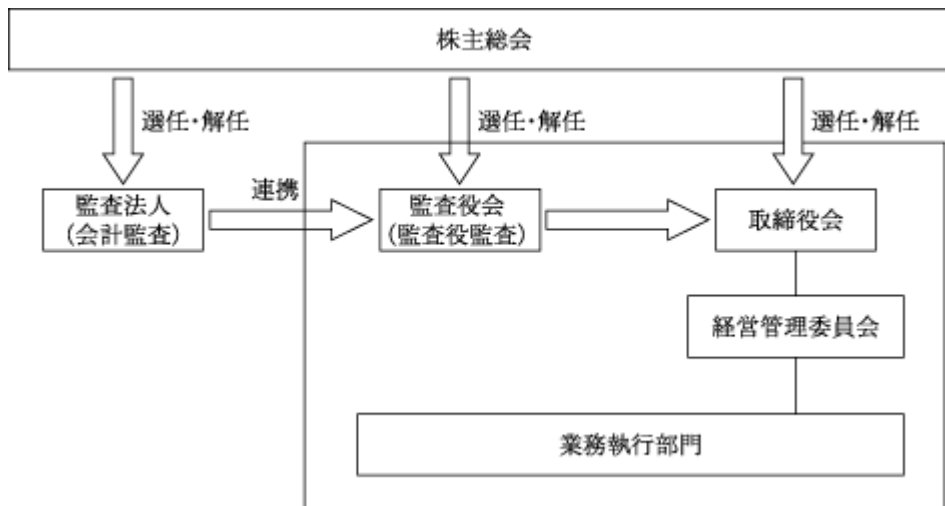 株主総会
選任・解任
選任・解任
選任・解任
連携
監査法人
(会計監査)
監査役会
(監査役監査)
取締役会
経営管理委員会
業務執行部門